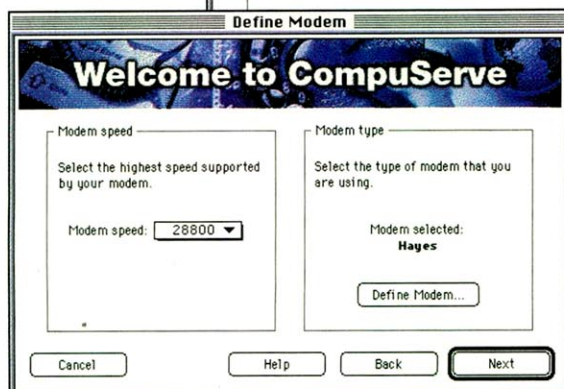 Define Modem
Welcome to CompuServe
Modem speed
Select the highest speed supported
by your modem.
Modem speed: 28800
Modem type
Select the type of modem that you
are using.
Modem selected:
Hayes
Define Modem...
Cancel
Help
Back
Next